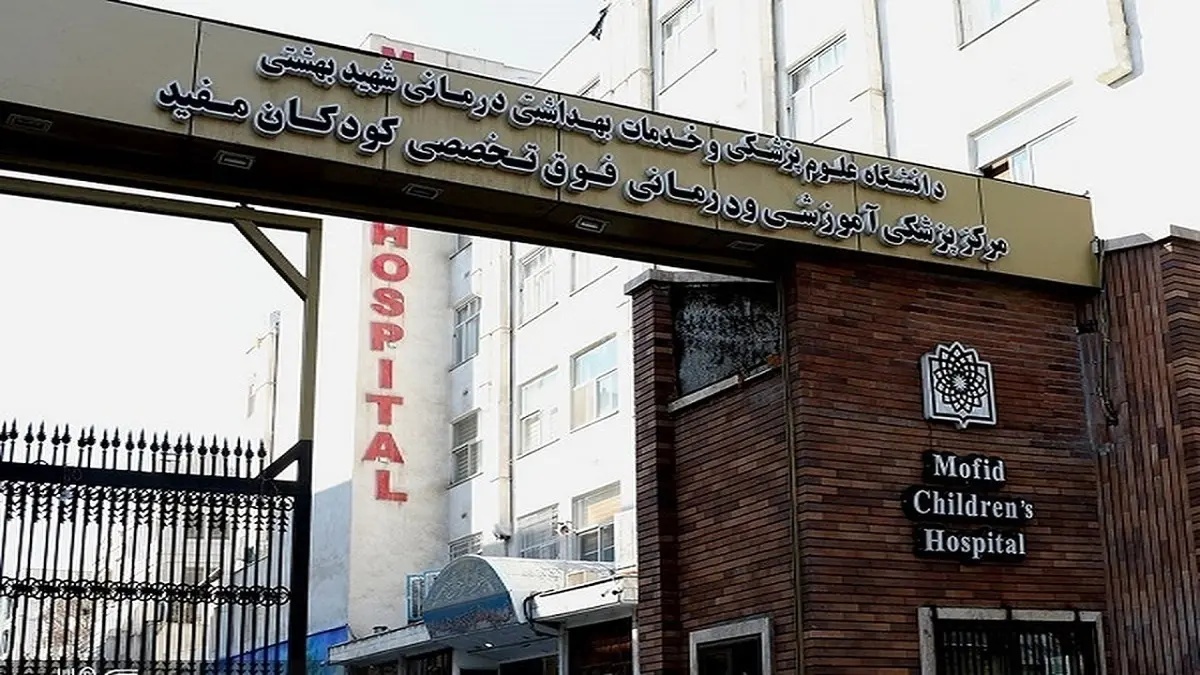 دانشگاه علوم پزشکی و خدمات بهداشتی درمانی شهید بهشتی
مرکز پزشکی آموزشی و درمانی فوق تخصصی کودکان مفید
HOSPITAL
Mofid
Children's
Hospital